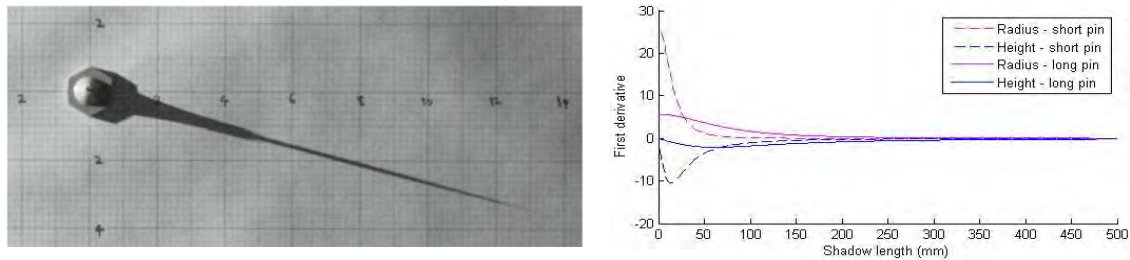 2
2 4 6 8 10 12 14
2
4
30
20
10
0
-10
-20
First derivative
Radius - short pin
Height - short pin
Radius - long pin
Height - long pin
0 50 100 150 200 250 300 350 400 450 500
Shadow length (mm)